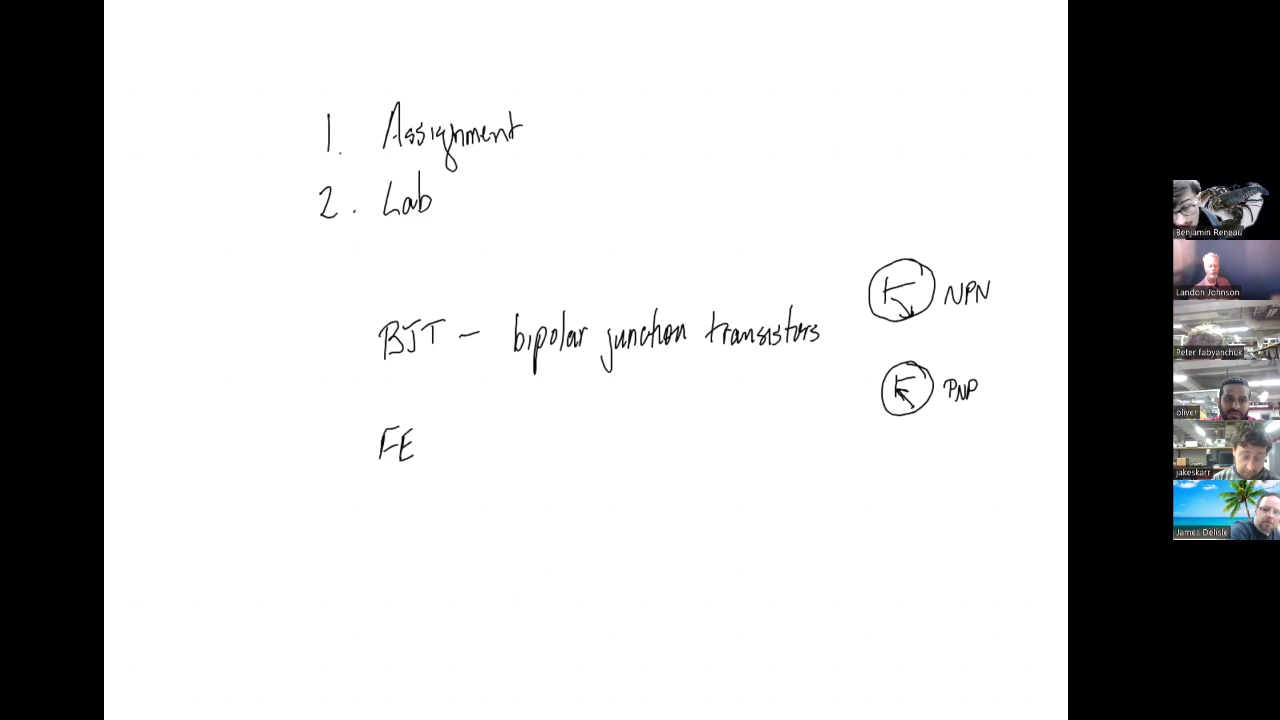 1. Assignment
2. Lab
NPN
BJT - bipolar junction transistors
PNP
FE
Benjamin Reneau
Landon Johnson
Peter fabyanchuk
oliver
jakeskarr
James Delisle